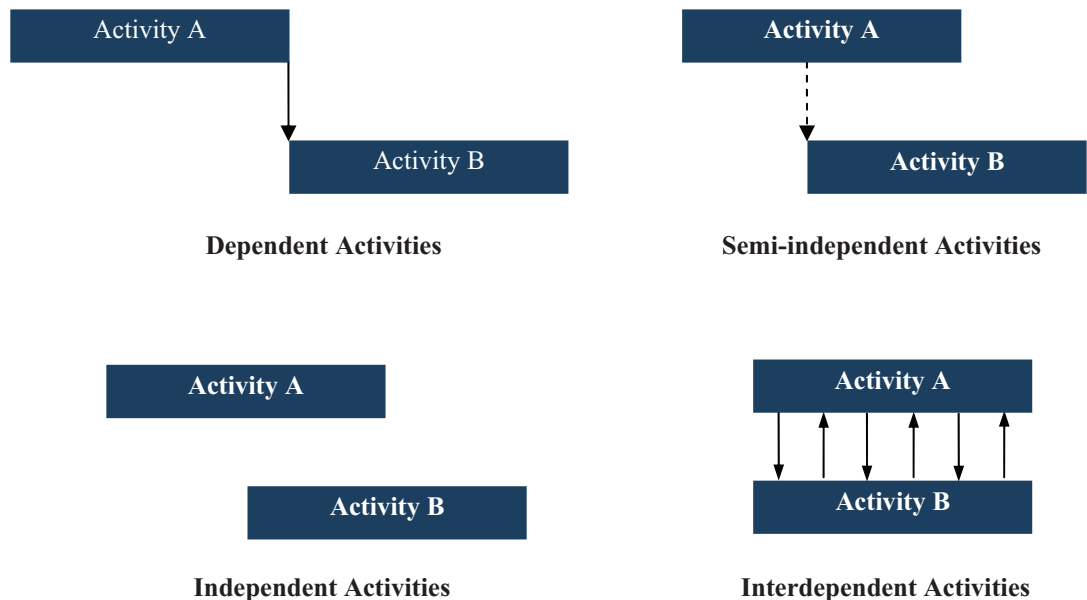 Activity A
Activity B
Dependent Activities
Activity A
Activity B
Semi-independent Activities
Activity A
Activity B
Independent Activities
Activity A
Activity B
Interdependent Activities